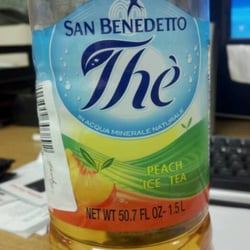 SAN BENEDETTO
Thè
IN ACQUA MINERALE NATURALE
PEACH
ICE TEA
NET WT 50.7 FL OZ - 1.5 L